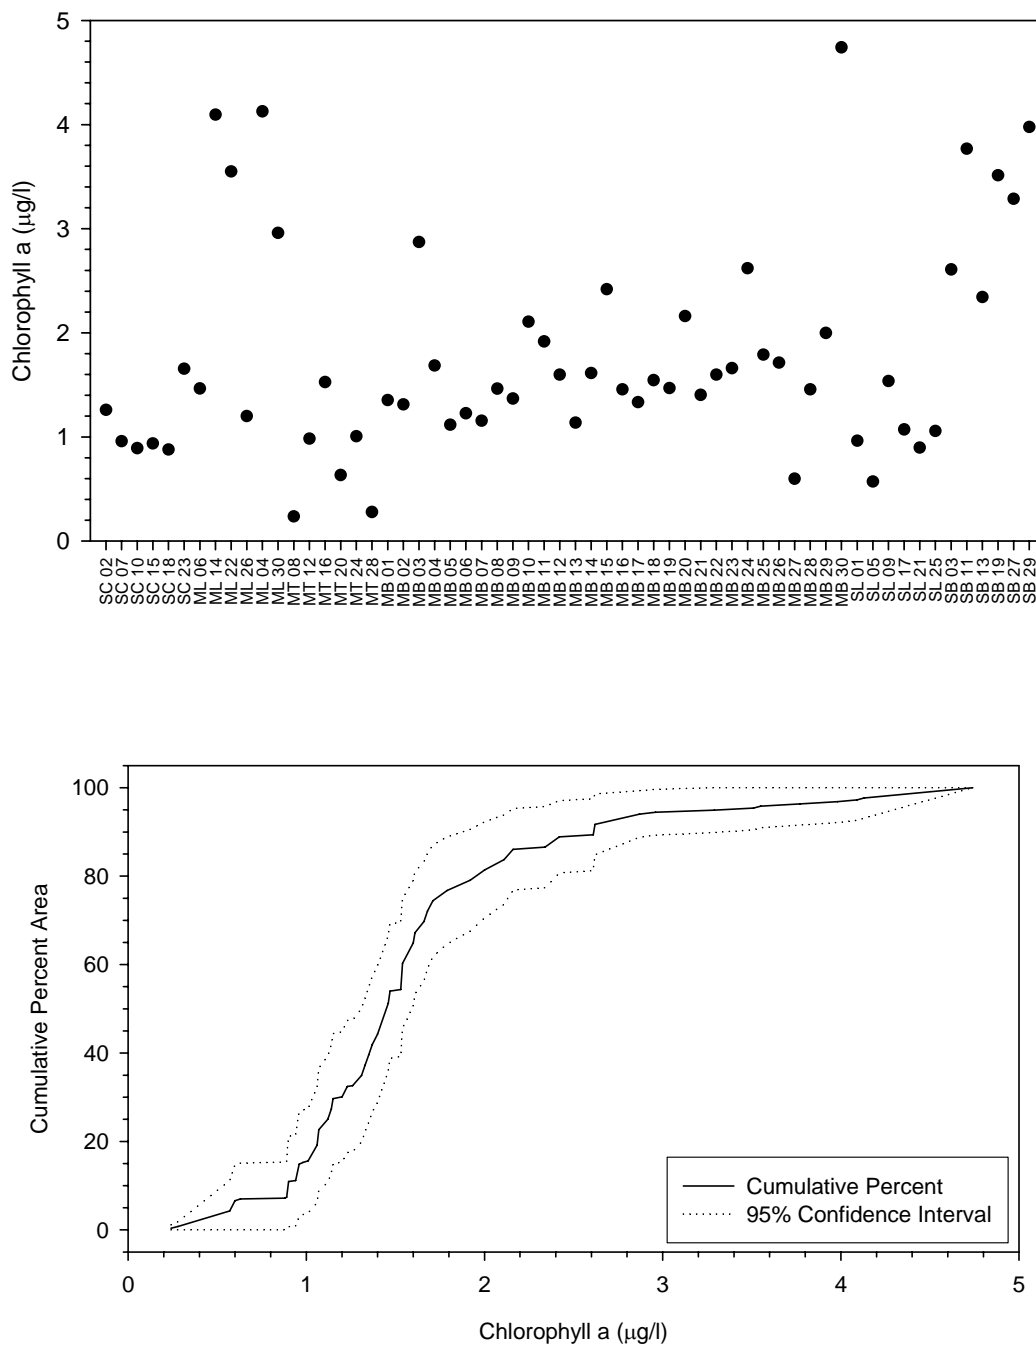 5
4
3
2
1
0
Chlorophyll a (μg/l)
SC 02
SC 07
SC 10
SC 15
SC 18
SC 23
ML 06
ML 14
ML 22
ML 26
ML 04
ML 30
MT 08
MT 12
MT 16
MT 20
MT 24
MT 28
MB 01
MB 02
MB 03
MB 04
MB 05
MB 06
MB 07
MB 08
MB 09
MB 10
MB 11
MB 12
MB 13
MB 14
MB 15
MB 16
MB 17
MB 18
MB 19
MB 20
MB 21
MB 22
MB 23
MB 24
MB 25
MB 26
MB 27
MB 28
MB 29
MB 30
SL 01
SL 05
SL 09
SL 17
SL 21
SL 25
SB 03
SB 11
SB 13
SB 19
SB 27
SB 29
100
80
60
40
20
0
Cumulative Percent Area
Cumulative Percent
95% Confidence Interval
0 1 2 3 4 5
Chlorophyll a (μg/l)